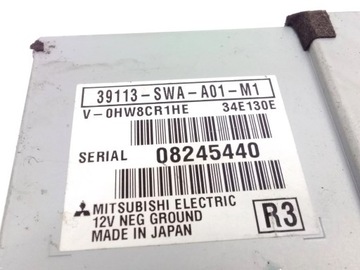 39113-SWA-A01-M1
V-0HW8CR1HE 34E130E
SERIAL 08245440
MITSUBISHI ELECTRIC
12V NEG GROUND
MADE IN JAPAN
R3